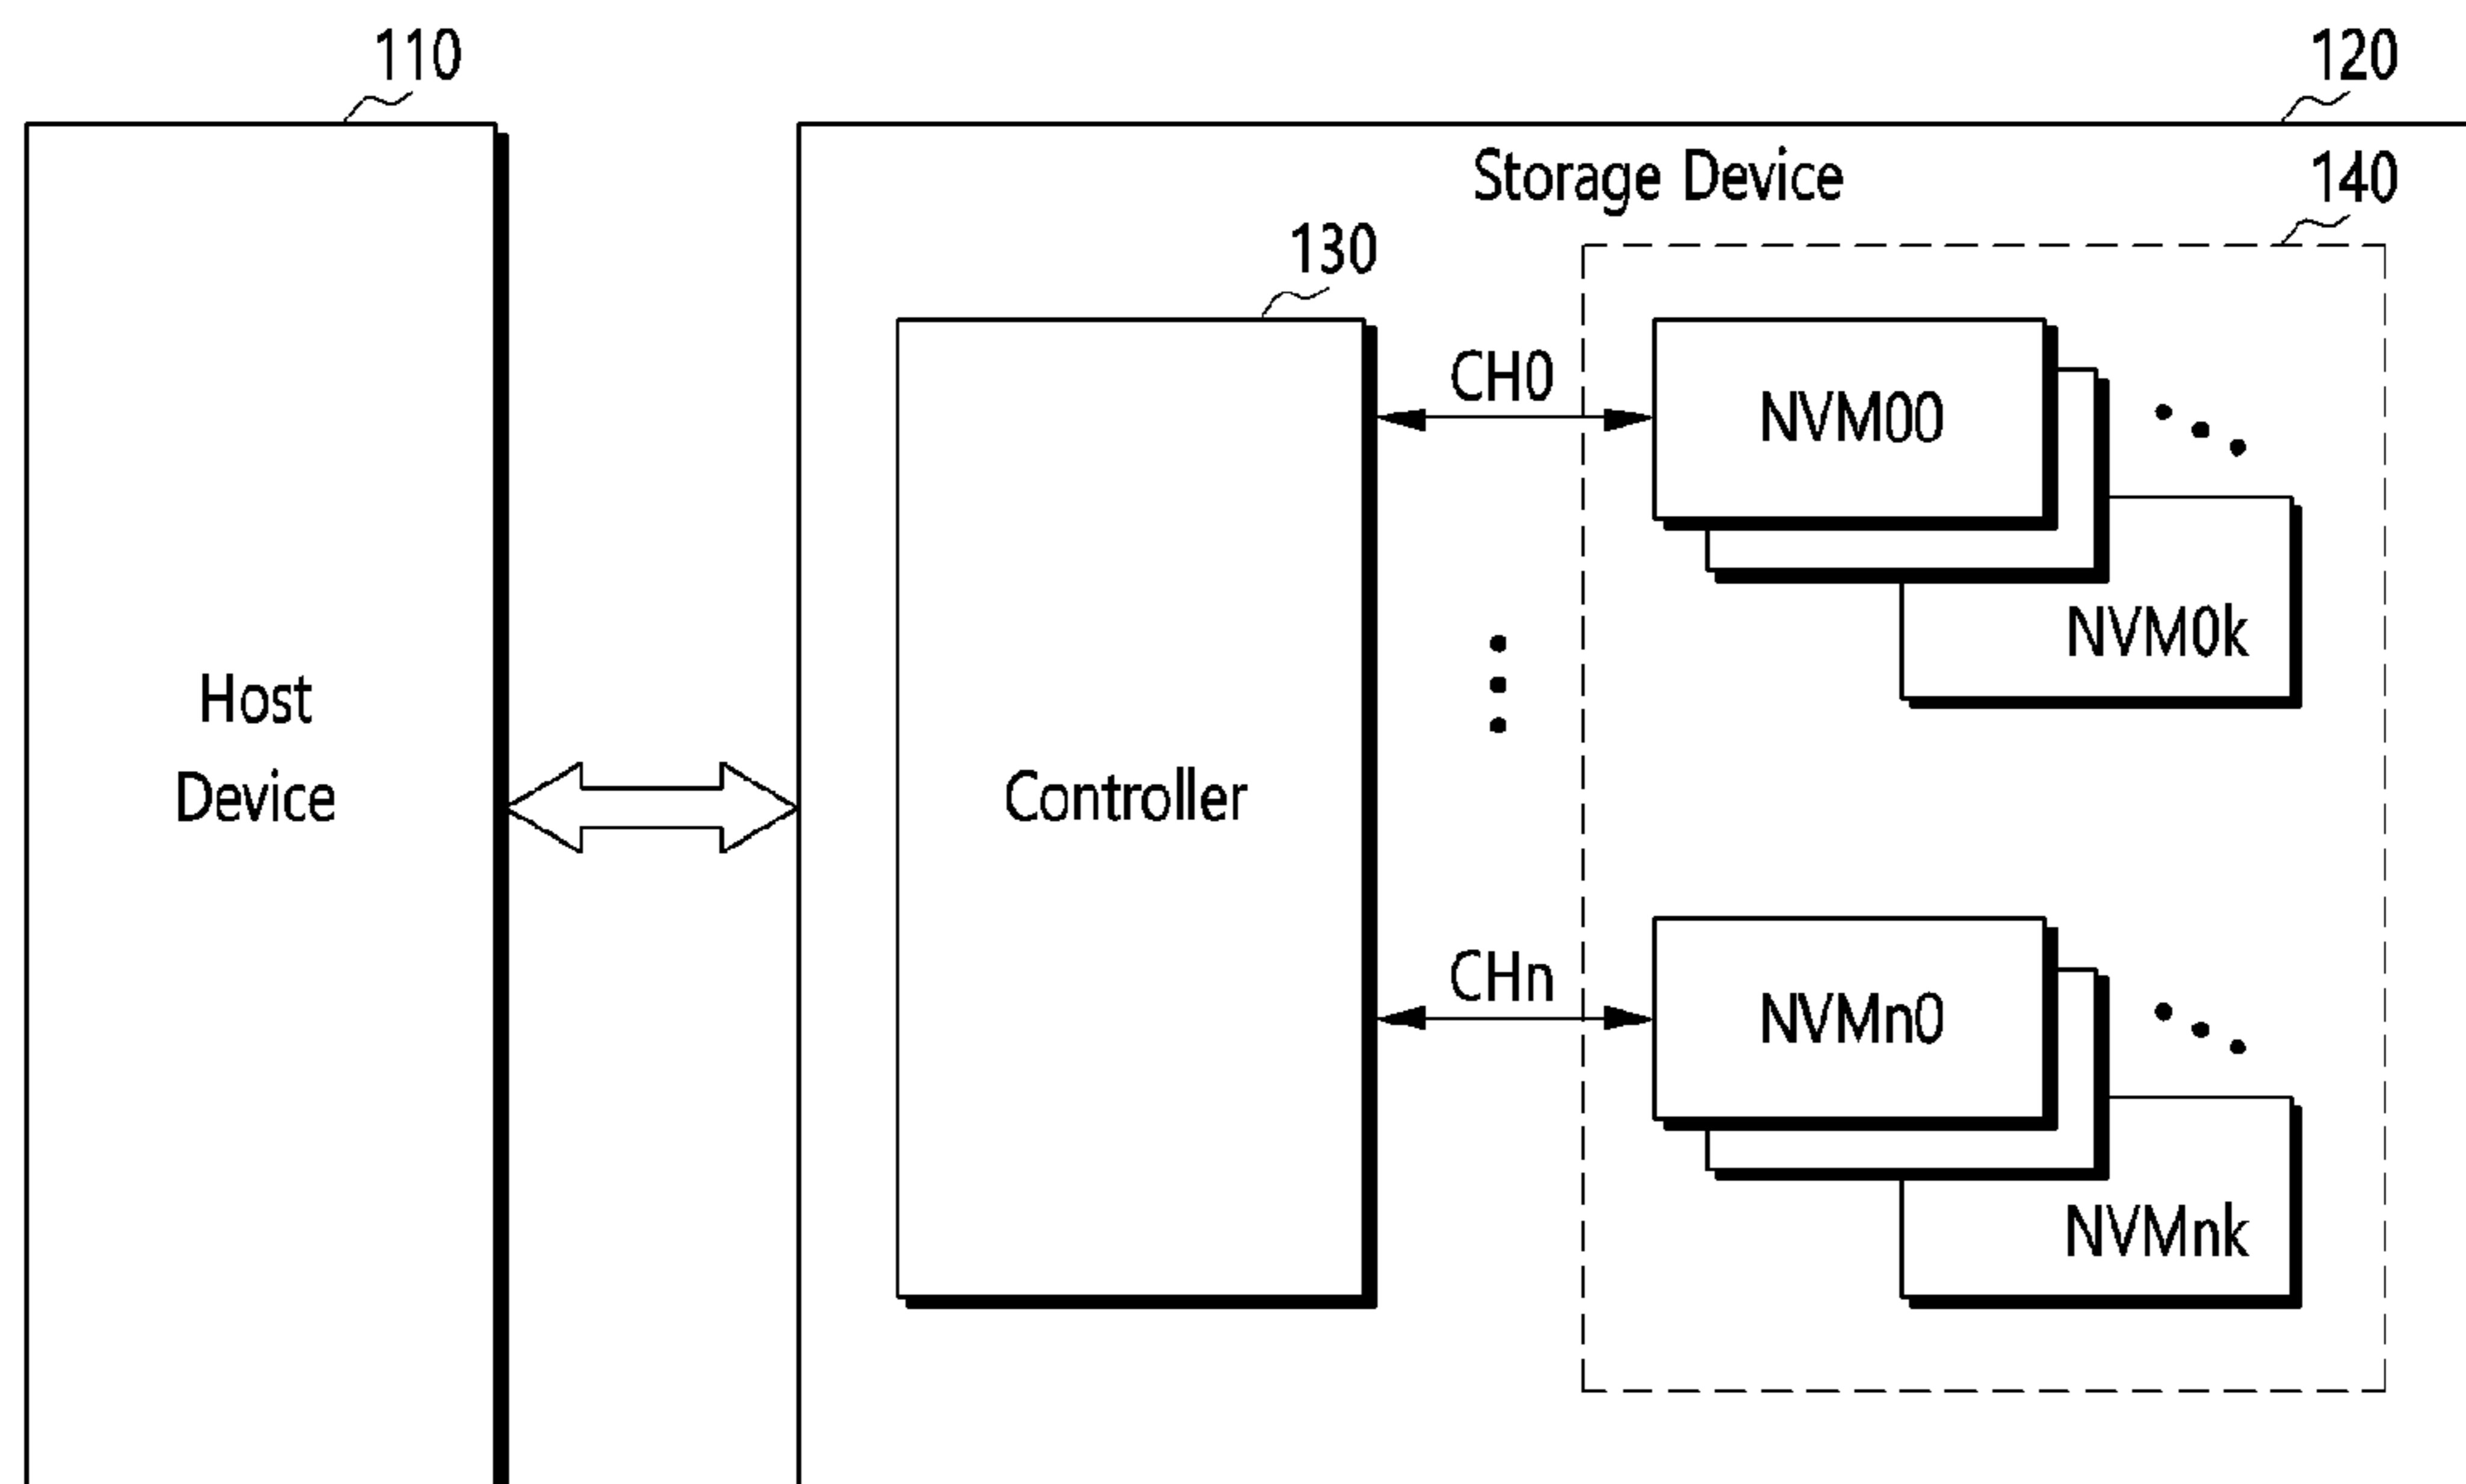 110
120
Storage Device
140
130
CH0
NVM00
NVM0k
Host
Device
Controller
CHn
NVMn0
NVMnk